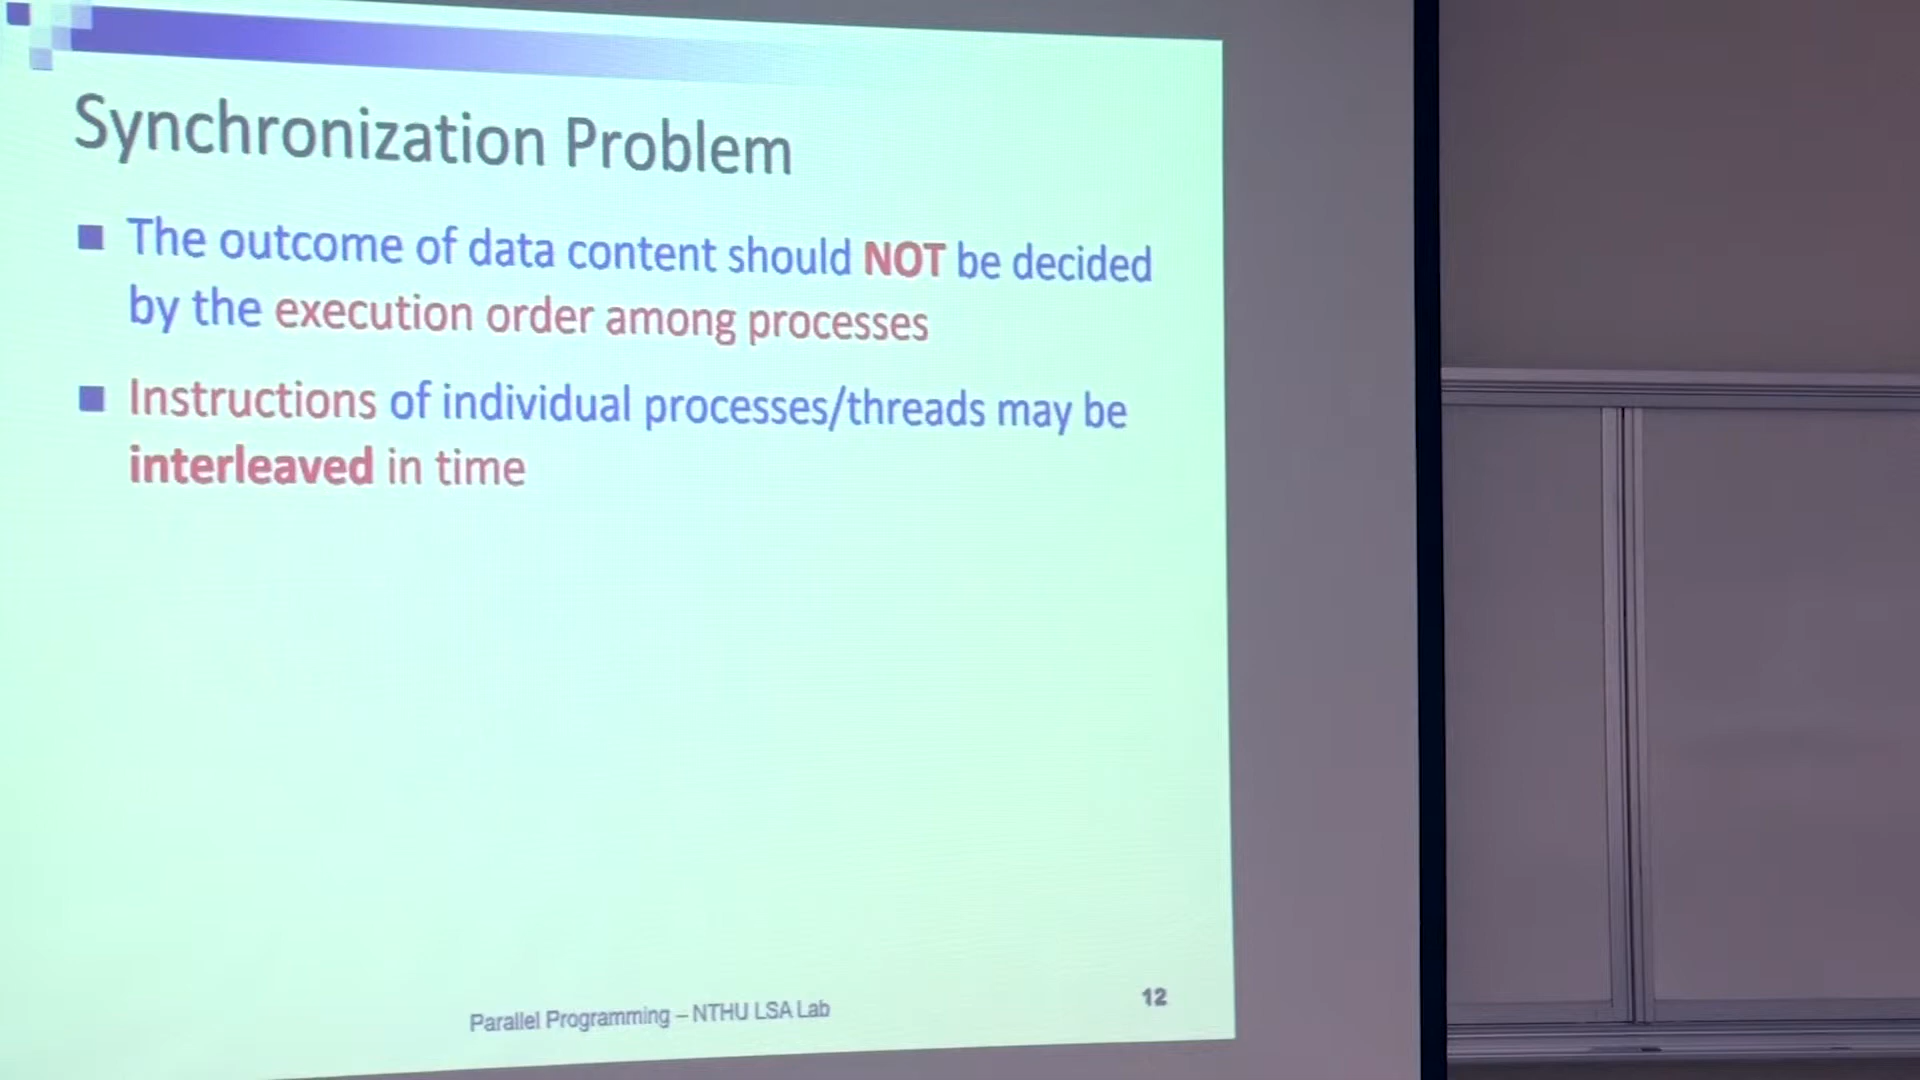 Synchronization Problem
The outcome of data content should NOT be decided
by the execution order among processes
Instructions of individual processes/threads may be
interleaved in time
Parallel Programming – NTHU LSA Lab
12